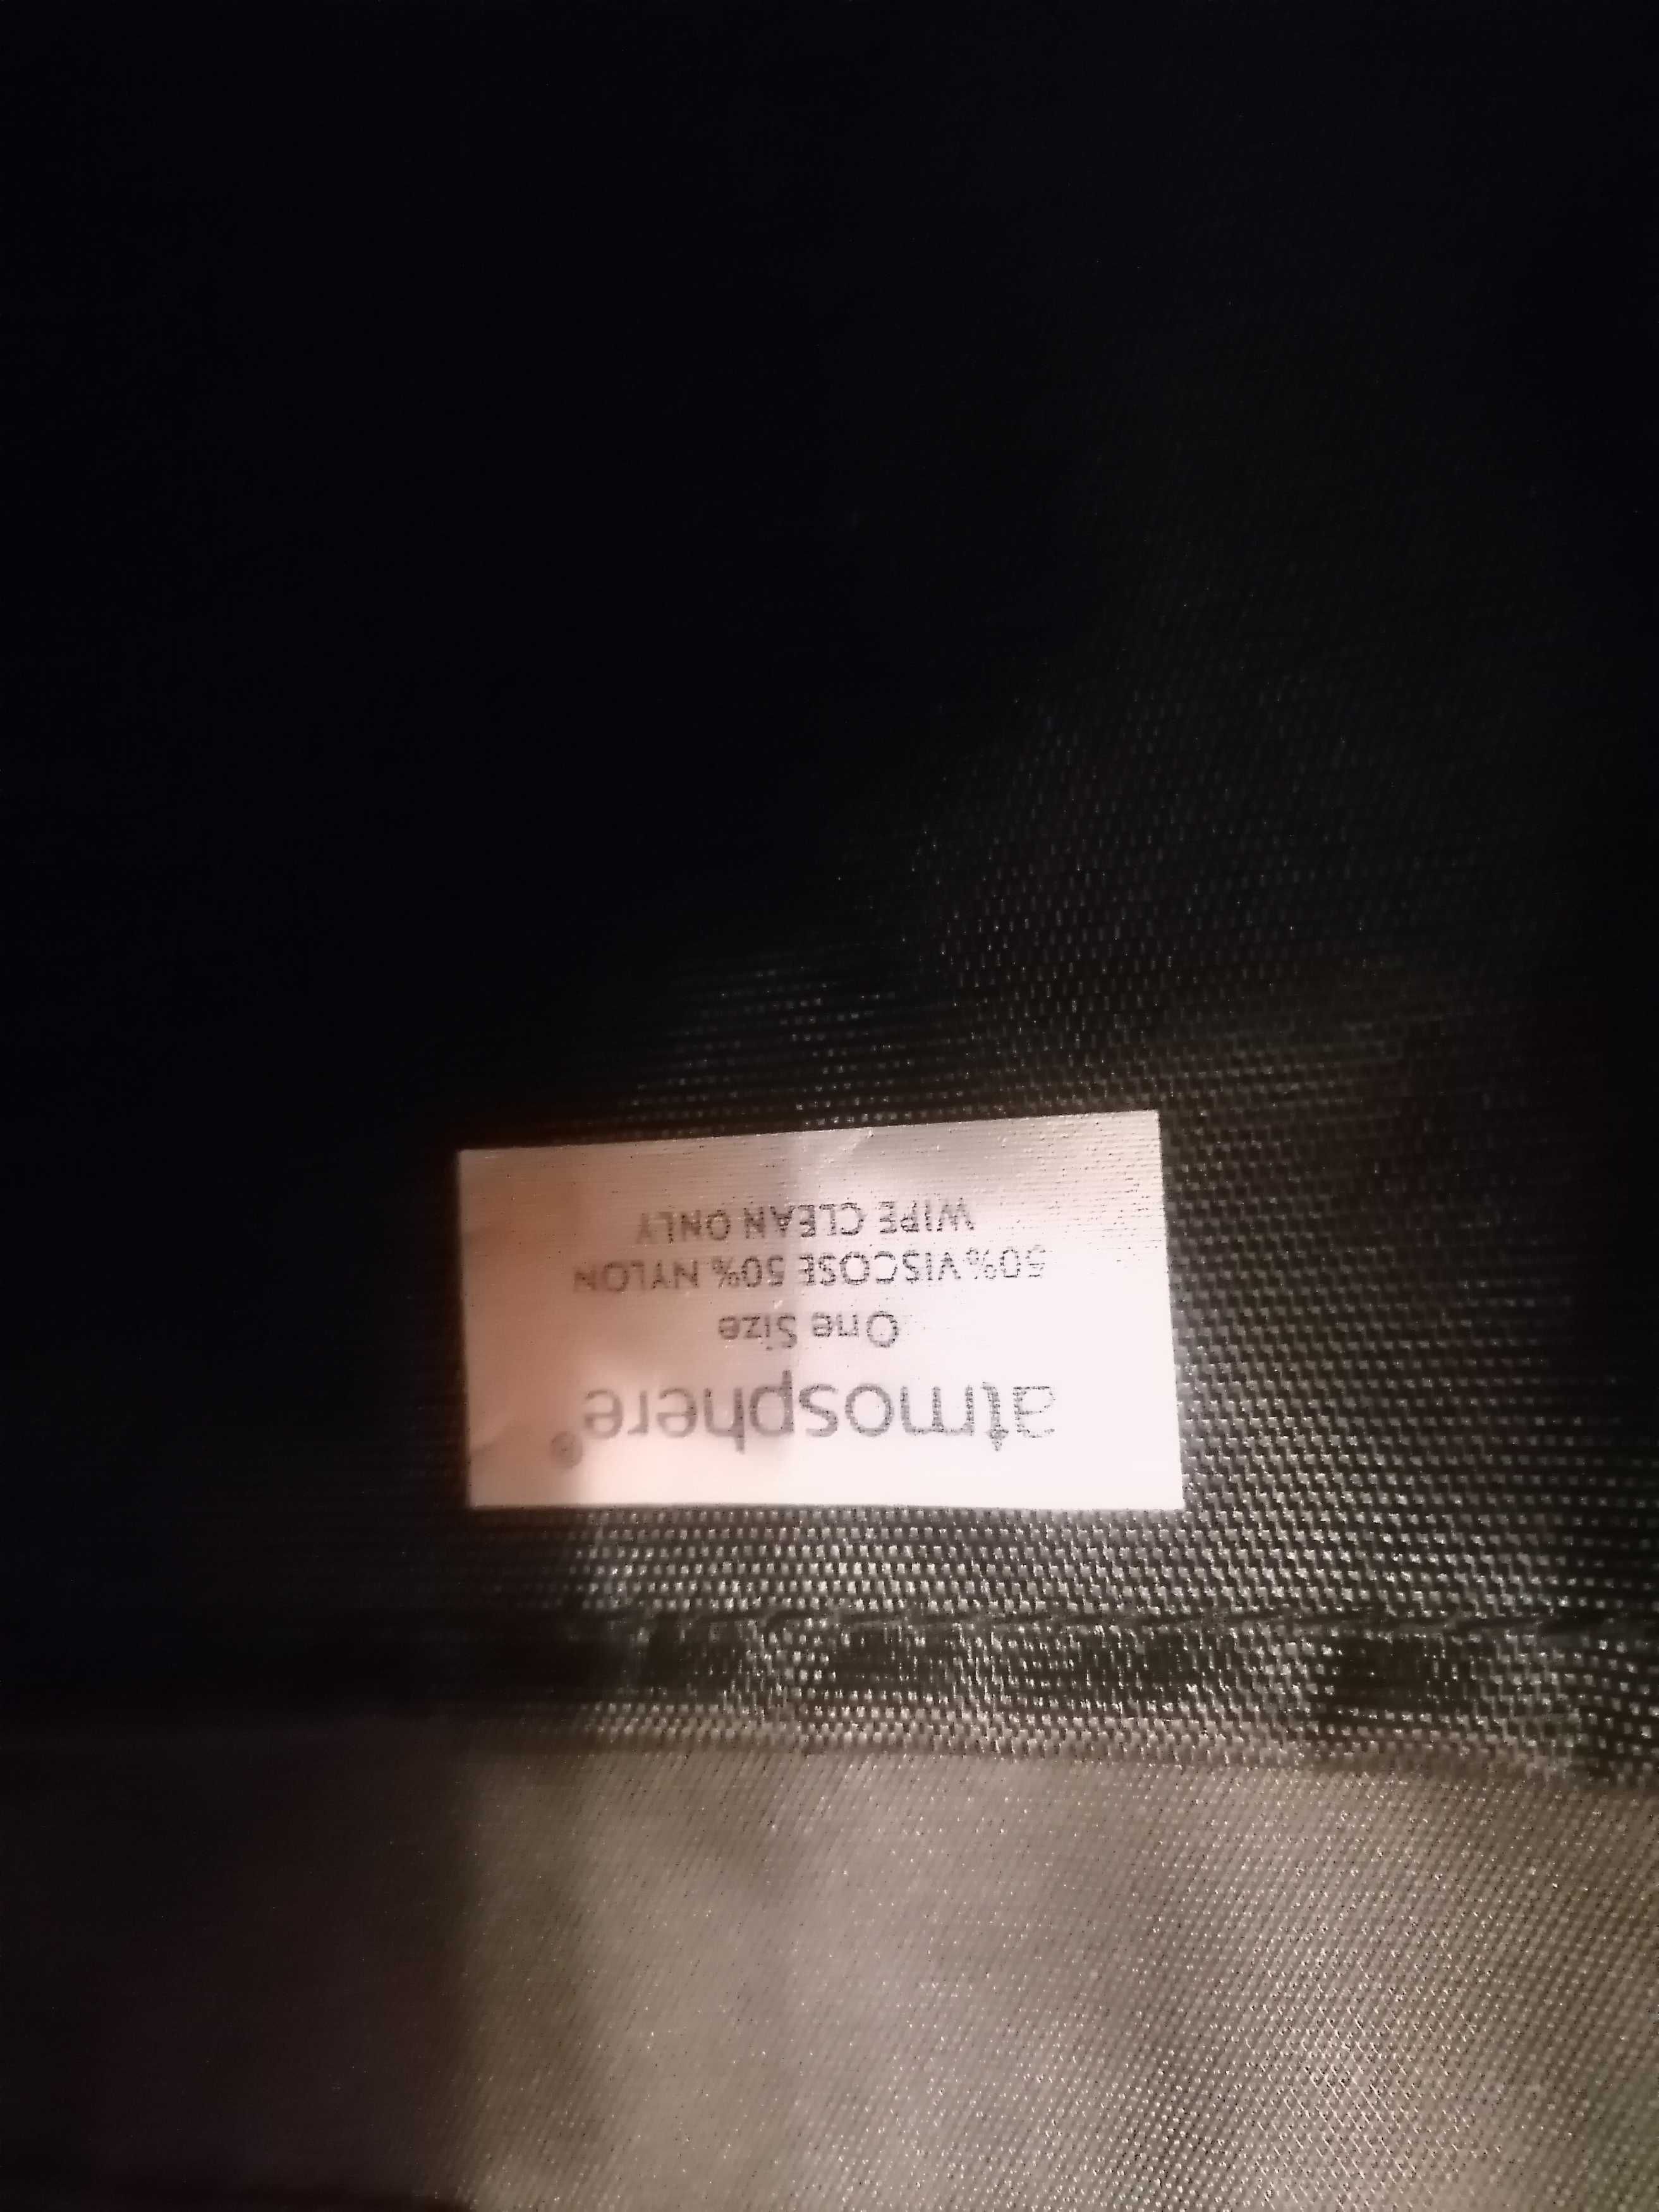 atmosphere®
One Size
50% VISCOSE 50% NYLON
WIPE CLEAN ONLY